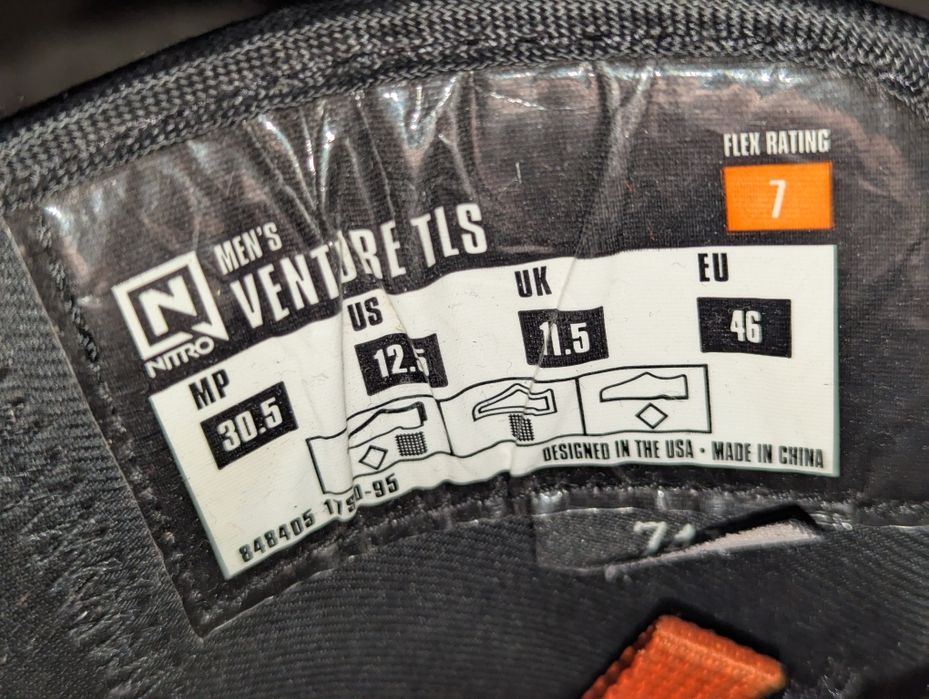 FLEX RATING
7
N
NITRO
MEN'S
VENTURE TLS
MP
30.5
US
12.5
UK
11.5
EU
46
DESIGNED IN THE USA • MADE IN CHINA
848405